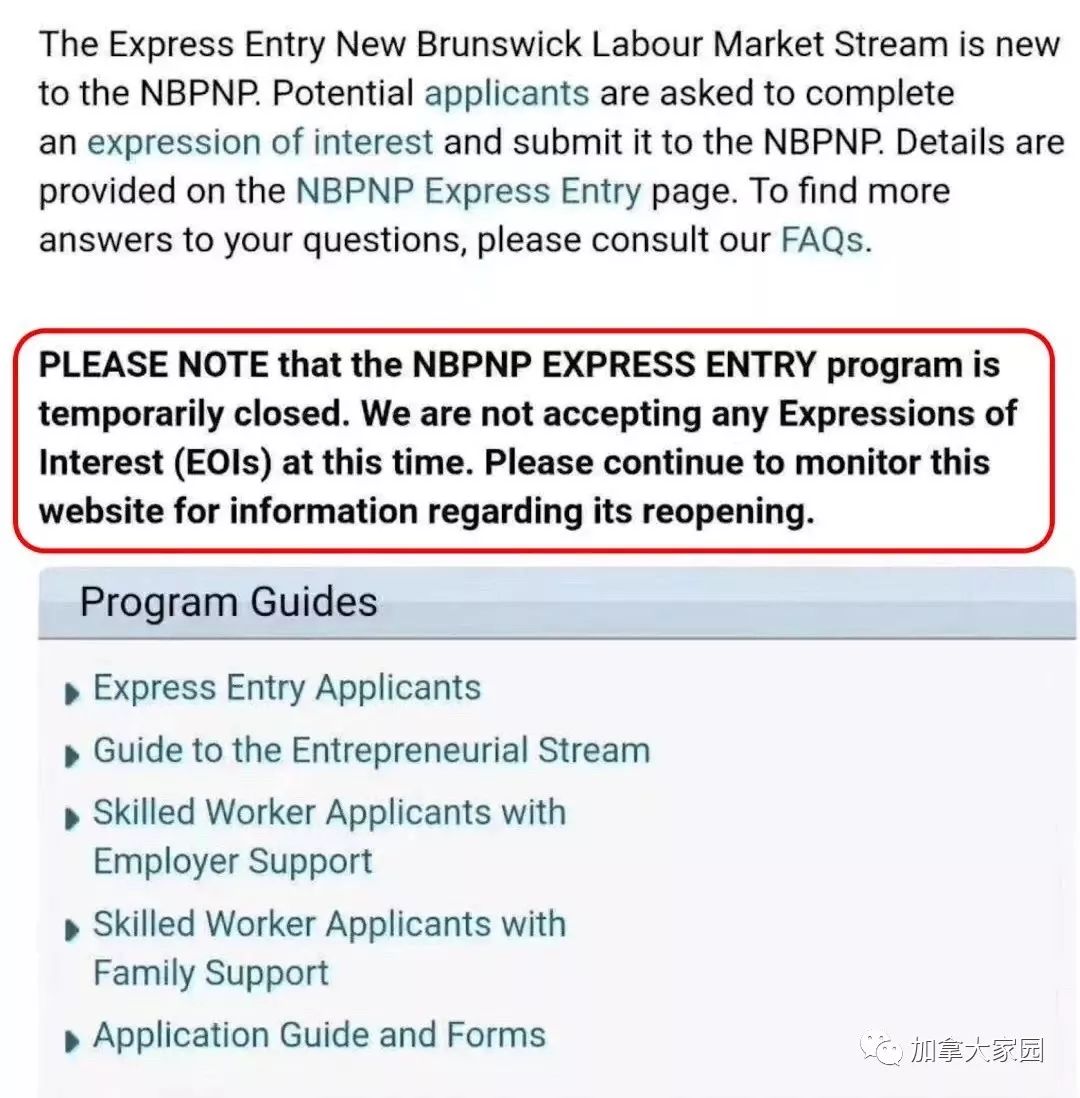 The Express Entry New Brunswick Labour Market Stream is new
to the NBPNP. Potential applicants are asked to complete
an expression of interest and submit it to the NBPNP. Details are
provided on the NBPNP Express Entry page. To find more
answers to your questions, please consult our FAQs.
PLEASE NOTE that the NBPNP EXPRESS ENTRY program is
temporarily closed. We are not accepting any Expressions of
Interest (EOIs) at this time. Please continue to monitor this
website for information regarding its reopening.
Program Guides
Express Entry Applicants
Guide to the Entrepreneurial Stream
Skilled Worker Applicants with
Employer Support
Skilled Worker Applicants with
Family Support
Application Guide and Forms
加拿大家园